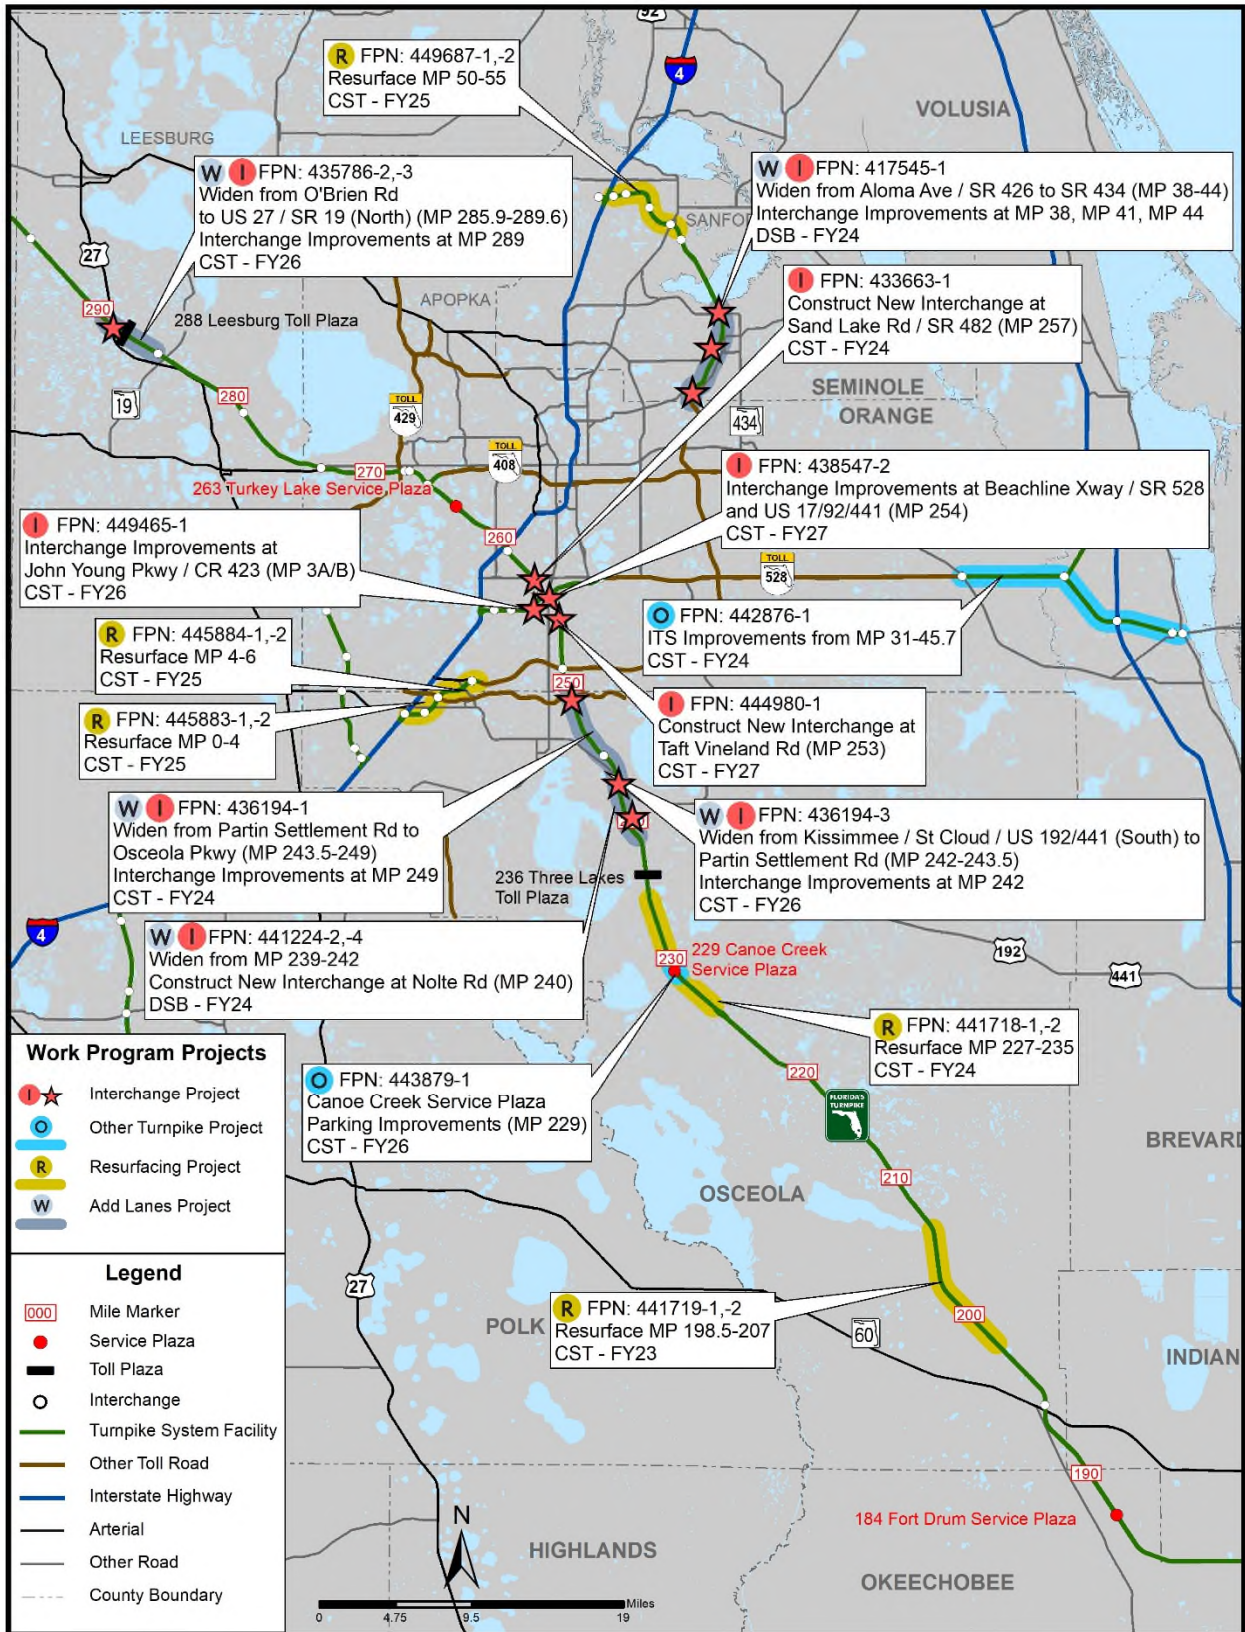 92
R FPN: 449687-1,-2
Resurface MP 50-55
CST - FY25
4
VOLUSIA
LEESBURG
W I FPN: 435786-2,-3
Widen from O'Brien Rd
to US 27 / SR 19 (North) (MP 285.9-289.6)
Interchange Improvements at MP 289
CST - FY26
W I FPN: 417545-1
Widen from Aloma Ave / SR 426 to SR 434 (MP 38-44)
Interchange Improvements at MP 38, MP 41, MP 44
DSB - FY24
SANFO
27
290
288 Leesburg Toll Plaza
APOPKA
I FPN: 433663-1
Construct New Interchange at
Sand Lake Rd / SR 482 (MP 257)
CST - FY24
19
280
TOLL
429
SEMINOLE
ORANGE
434
TOLL
408
270
263 Turkey Lake Service Plaza
I FPN: 438547-2
Interchange Improvements at Beachline Xway / SR 528
and US 17/92/441 (MP 254)
CST - FY27
I FPN: 449465-1
Interchange Improvements at
John Young Pkwy / CR 423 (MP 3A/B)
CST - FY26
260
TOLL
528
O FPN: 442876-1
ITS Improvements from MP 31-45.7
CST - FY24
R FPN: 445884-1,-2
Resurface MP 4-6
CST - FY25
250
R FPN: 445883-1,-2
Resurface MP 0-4
CST - FY25
I FPN: 444980-1
Construct New Interchange at
Taft Vineland Rd (MP 253)
CST - FY27
W I FPN: 436194-1
Widen from Partin Settlement Rd to
Osceola Pkwy (MP 243.5-249)
Interchange Improvements at MP 249
CST - FY24
W I FPN: 436194-3
Widen from Kissimmee / St Cloud / US 192/441 (South) to
Partin Settlement Rd (MP 242-243.5)
Interchange Improvements at MP 242
CST - FY26
236 Three Lakes
Toll Plaza
4
W I FPN: 441224-2,-4
Widen from MP 239-242
Construct New Interchange at Nolte Rd (MP 240)
DSB - FY24
230
229 Canoe Creek
Service Plaza
192
441
R FPN: 441718-1,-2
Resurface MP 227-235
CST - FY24
O FPN: 443879-1
Canoe Creek Service Plaza
Parking Improvements (MP 229)
CST - FY26
220
FLORIDA'S
TURNPIKE
BREVARD
210
OSCEOLA
Work Program Projects
I Interchange Project
O Other Turnpike Project
R Resurfacing Project
W Add Lanes Project
27
POLK
R FPN: 441719-1,-2
Resurface MP 198.5-207
CST - FY23
200
60
INDIAN
Legend
000 Mile Marker
Service Plaza
Toll Plaza
Interchange
Turnpike System Facility
Other Toll Road
Interstate Highway
Arterial
Other Road
County Boundary
190
184 Fort Drum Service Plaza
N
HIGHLANDS
OKEECHOBEE
Miles
0 4.75 9.5 19